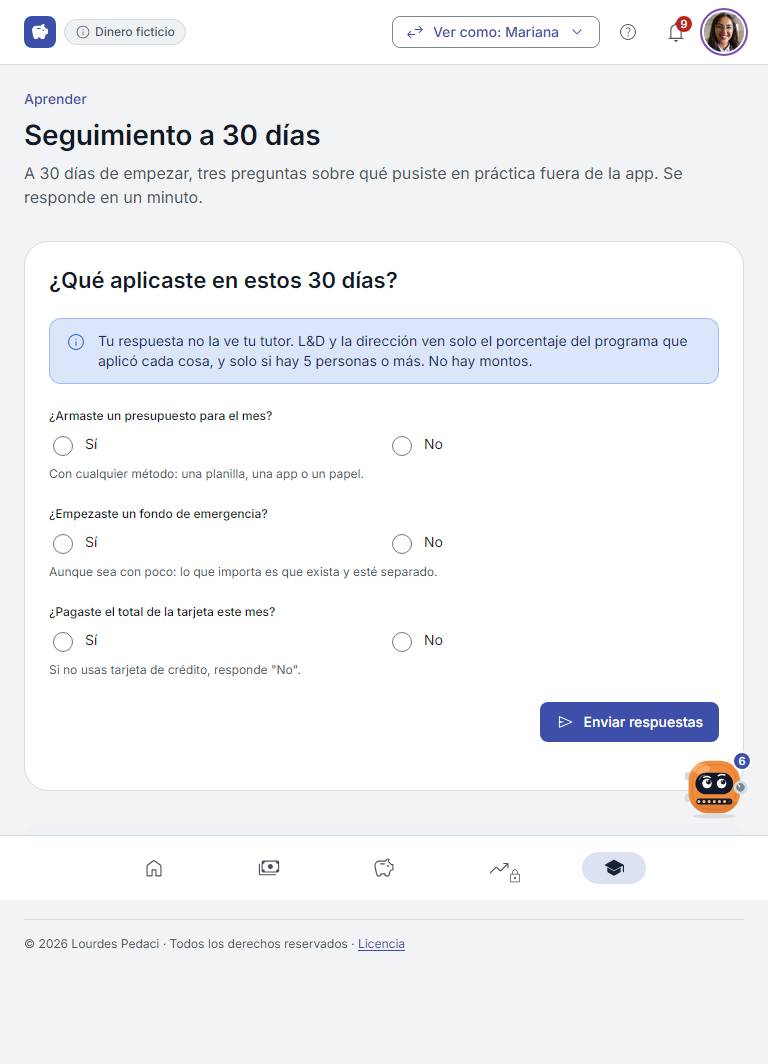 Dinero ficticio
Ver como: Mariana
9
Aprender
Seguimiento a 30 días
A 30 días de empezar, tres preguntas sobre qué pusiste en práctica fuera de la app. Se
responde en un minuto.
¿Qué aplicaste en estos 30 días?
Tu respuesta no la ve tu tutor. L&D y la dirección ven solo el porcentaje del programa que
aplicó cada cosa, y solo si hay 5 personas o más. No hay montos.
¿Armaste un presupuesto para el mes?
Sí No
Con cualquier método: una planilla, una app o un papel.
¿Empezaste un fondo de emergencia?
Sí No
Aunque sea con poco: lo que importa es que exista y esté separado.
¿Pagaste el total de la tarjeta este mes?
Sí No
Si no usas tarjeta de crédito, responde "No".
Enviar respuestas
6
© 2026 Lourdes Pedaci · Todos los derechos reservados · Licencia